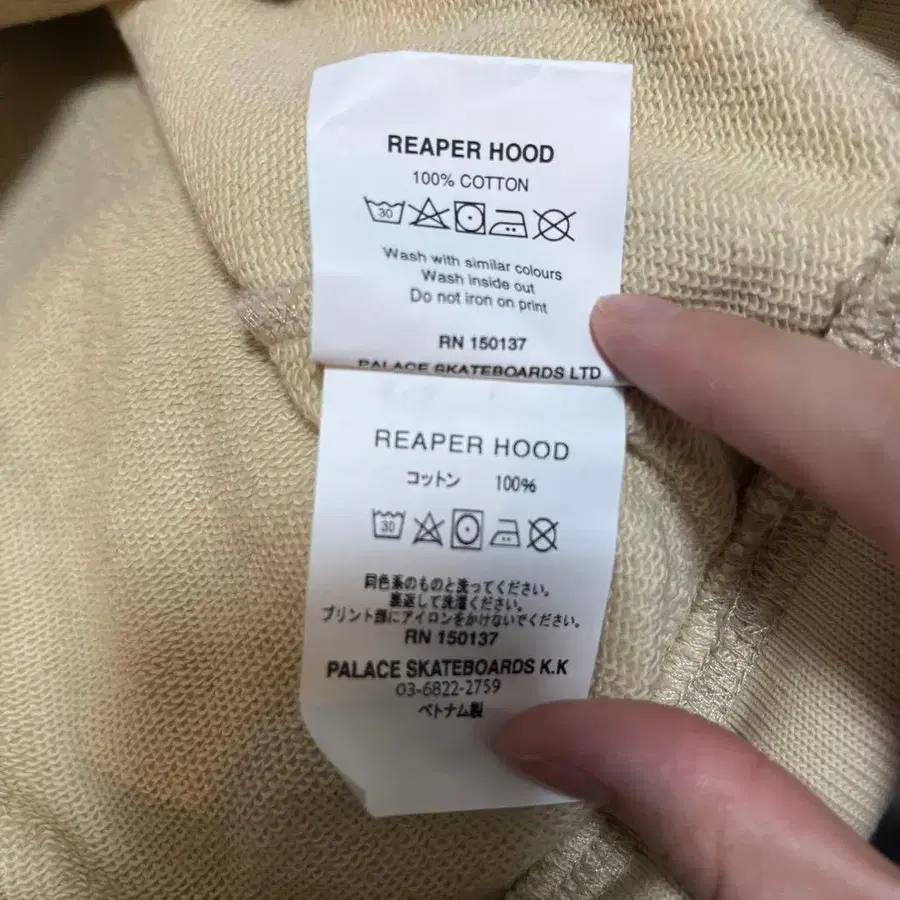 REAPER HOOD
100% COTTON
30
Wash with similar colours
Wash inside out
Do not iron on print
RN 150137
PALACE SKATEBOARDS LTD
REAPER HOOD
コットン 100%
30
同色系のものと洗ってください。
裏返して洗濯ください。
プリント部にアイロンをかけないでください。
RN 150137
PALACE SKATEBOARDS K.K
03-6822-2759
ベトナム製